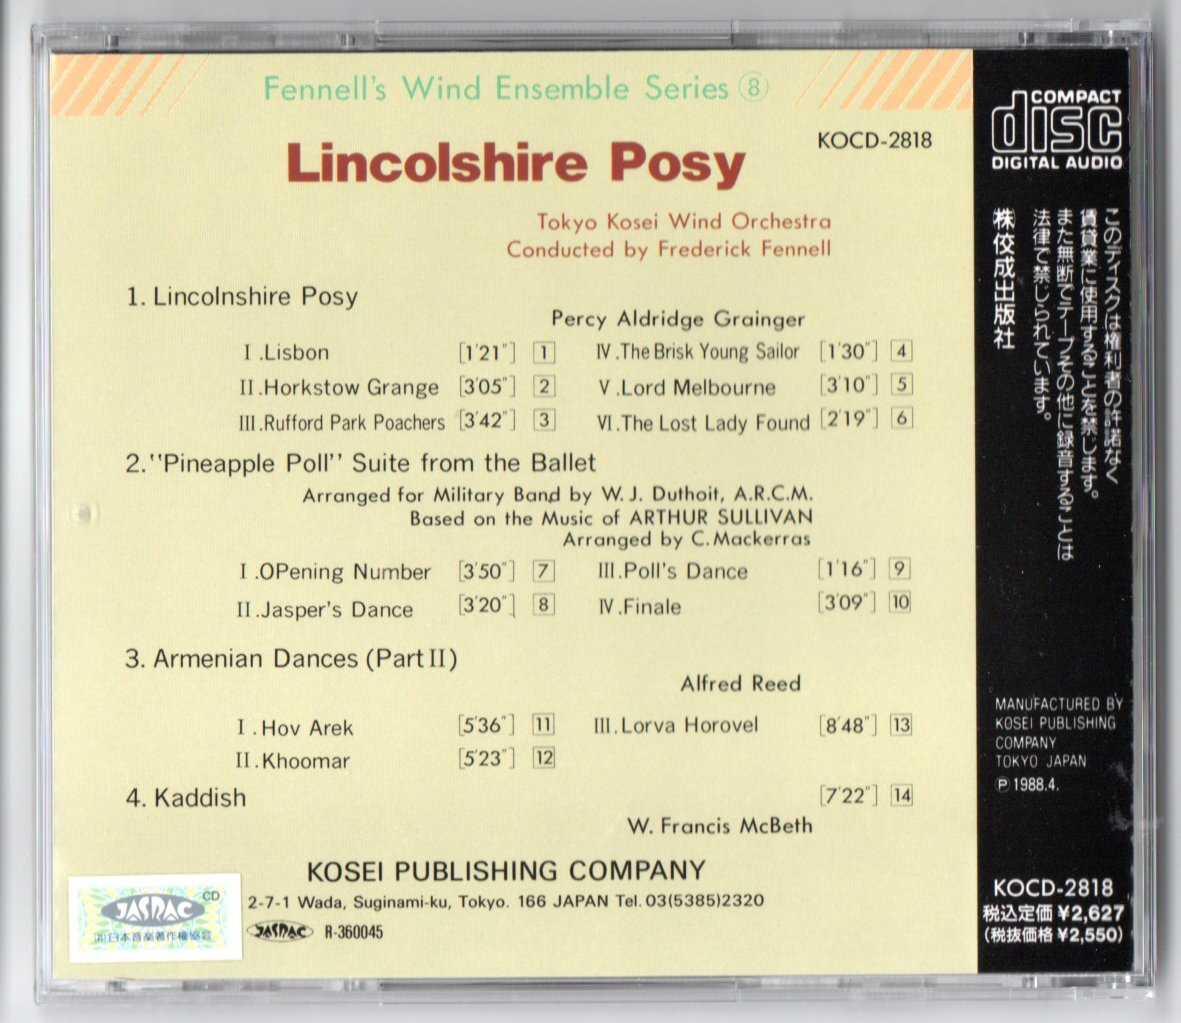 Fennell's Wind Ensemble Series ⑧
Lincolshire Posy
KOCD-2818
Tokyo Kosei Wind Orchestra
Conducted by Frederick Fennell
1. Lincolnshire Posy
Percy Aldridge Grainger
I .Lisbon [1'21"] 1
II .Horkstow Grange [3'05"] 2
III .Rufford Park Poachers [3'42"] 3
IV .The Brisk Young Sailor [1'30"] 4
V .Lord Melbourne [3'10"] 5
VI .The Lost Lady Found [2'19"] 6
2. "Pineapple Poll" Suite from the Ballet
Arranged for Military Band by W. J. Duthoit, A.R.C.M.
Based on the Music of ARTHUR SULLIVAN
Arranged by C. Mackerras
I .OPening Number [3'50"] 7
II .Jasper's Dance [3'20"] 8
III .Poll's Dance [1'16"] 9
IV .Finale [3'09"] 10
3. Armenian Dances (Part II)
Alfred Reed
I .Hov Arek [5'36"] 11
II .Khoomar [5'23"] 12
III .Lorva Horovel [8'48"] 13
4. Kaddish [7'22"] 14
W. Francis McBeth
KOSEI PUBLISHING COMPANY
2-7-1 Wada, Suginami-ku, Tokyo. 166 JAPAN Tel. 03(5385)2320
JASRAC R-360045
CD
JASRAC
(社)日本音楽著作権協会
COMPACT
disc
DIGITAL AUDIO
このディスクは権利者の許諾なく
賃貸業に使用することを禁じます。
また無断でテープその他に録音することは
法律で禁じられています。
㈱佼成出版社
MANUFACTURED BY
KOSEI PUBLISHING
COMPANY
TOKYO JAPAN
Ⓟ 1988.4.
KOCD-2818
税込定価 ¥2,627
(税抜価格 ¥2,550)